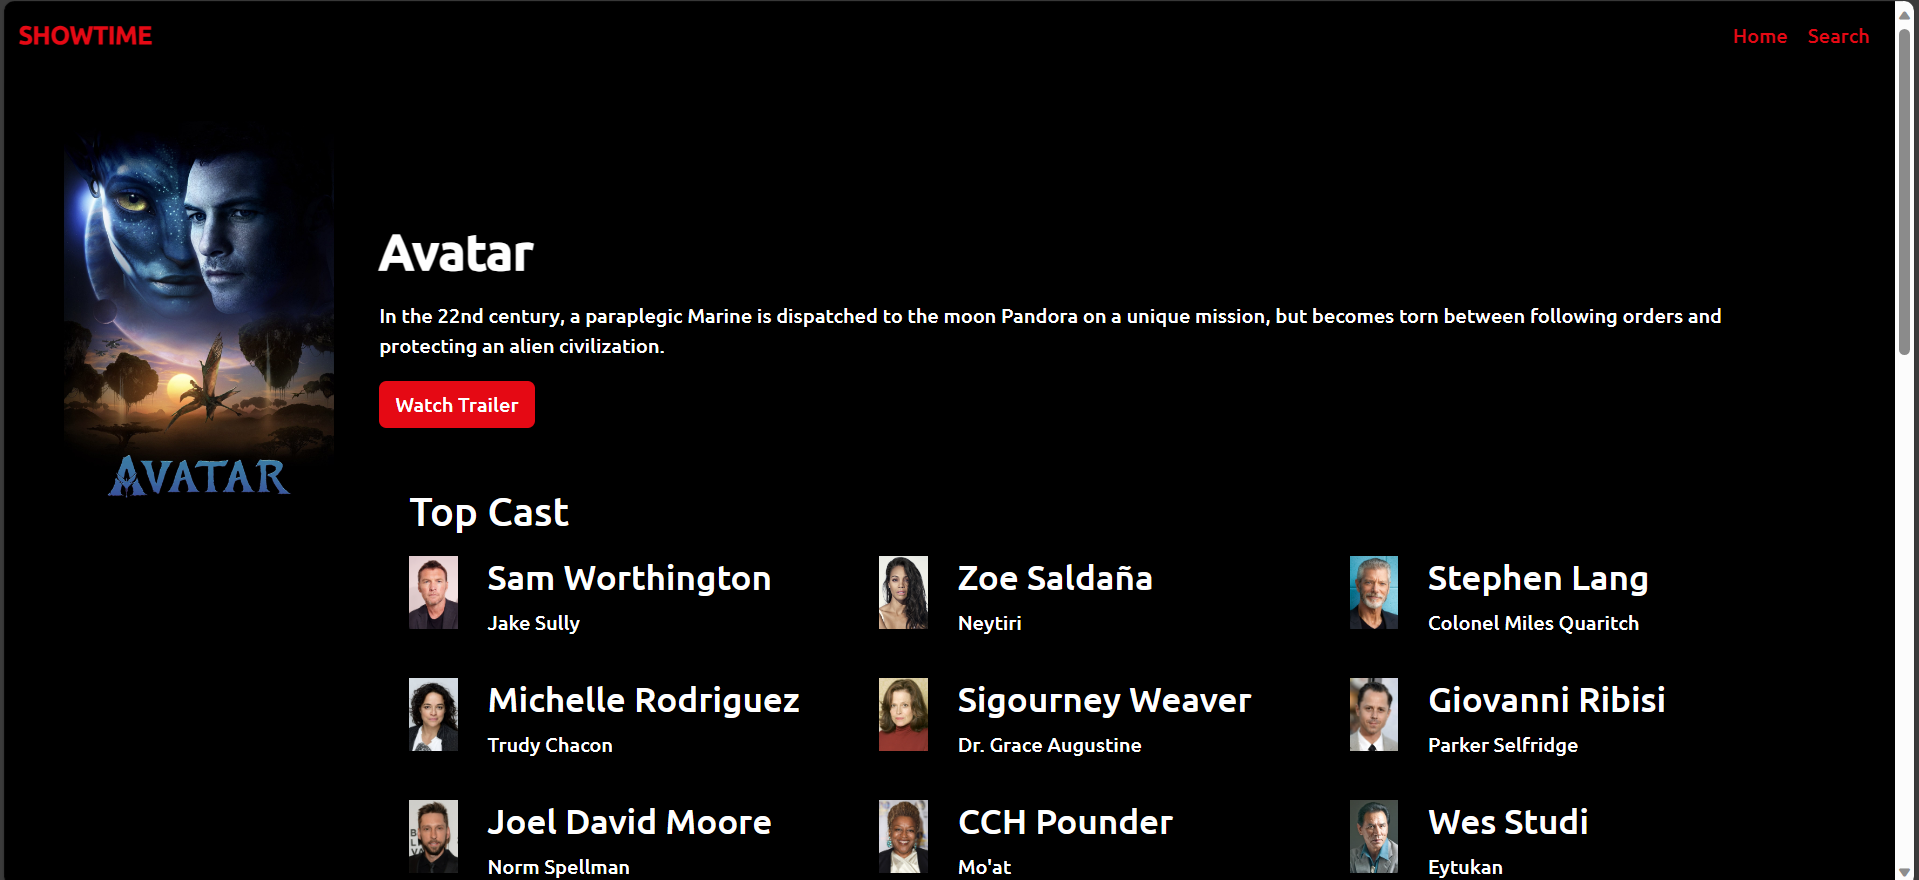 SHOWTIME
Home
Search
Avatar
In the 22nd century, a paraplegic Marine is dispatched to the moon Pandora on a unique mission, but becomes torn between following orders and
protecting an alien civilization.
Watch Trailer
AVATAR
Top Cast
Sam Worthington
Jake Sully
Zoe Saldaña
Neytiri
Stephen Lang
Colonel Miles Quaritch
Michelle Rodriguez
Trudy Chacon
Sigourney Weaver
Dr. Grace Augustine
Giovanni Ribisi
Parker Selfridge
Joel David Moore
Norm Spellman
CCH Pounder
Mo'at
Wes Studi
Eytukan